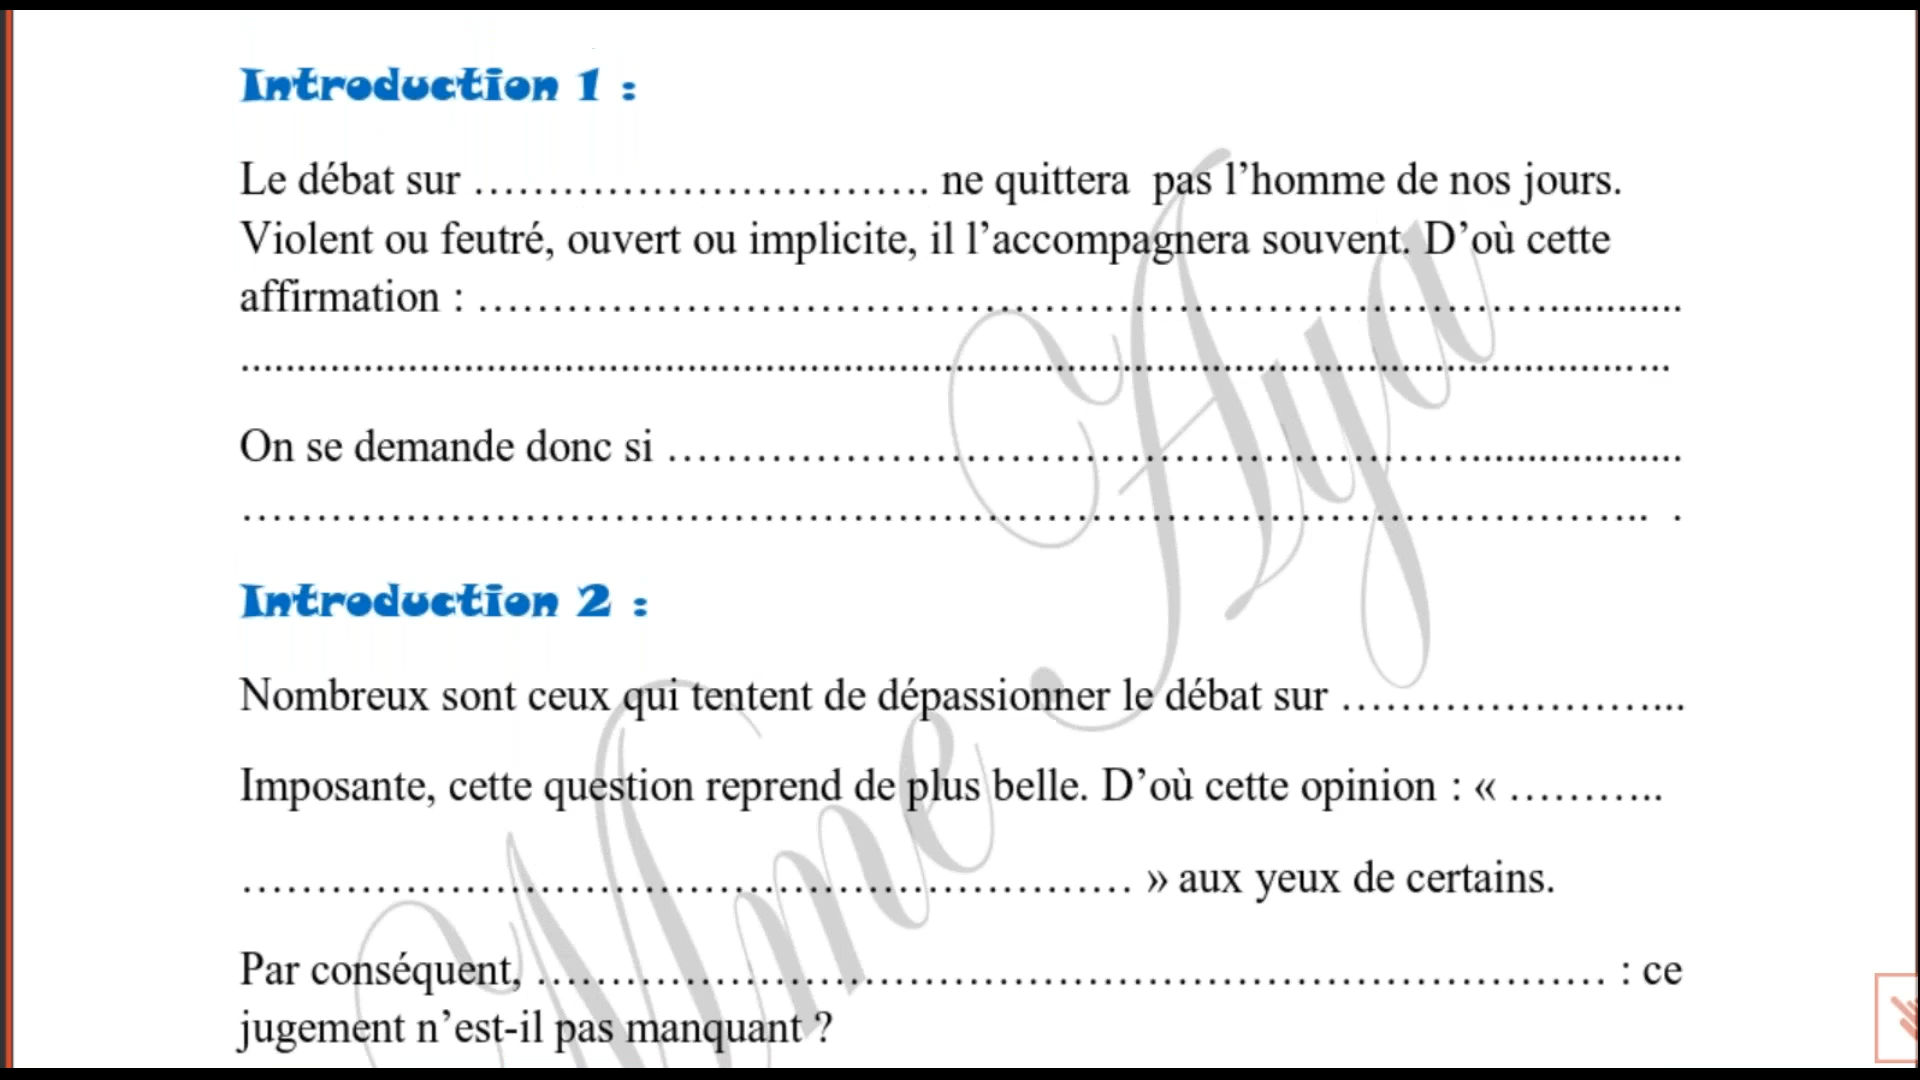 Introduction 1 :
Le débat sur ……………………………. ne quittera pas l’homme de nos jours.
Violent ou feutré, ouvert ou implicite, il l’accompagnera souvent. D’où cette
affirmation : ……………………………………………………………………............
.....................................................................................................................................
On se demande donc si ……………………………………………………....................
…………………………………………………………………………………………….. .
Introduction 2 :
Nombreux sont ceux qui tentent de dépassionner le débat sur …………………...
Imposante, cette question reprend de plus belle. D’où cette opinion : « ………..
…………………………………………………………. » aux yeux de certains.
Par conséquent, ……………………………………………………………………… : ce
jugement n’est-il pas manquant ?
Mme Aya